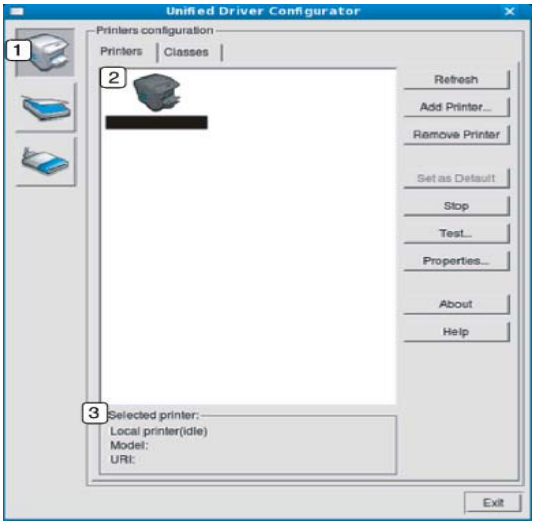 Unified Driver Configurator
Printers configuration
1
Printers
Classes
2
Refresh
Add Printer...
Remove Printer
Set as Default
Stop
Test...
Properties...
About
Help
3
Selected printer:
Local printer(idle)
Model:
URI:
Exit